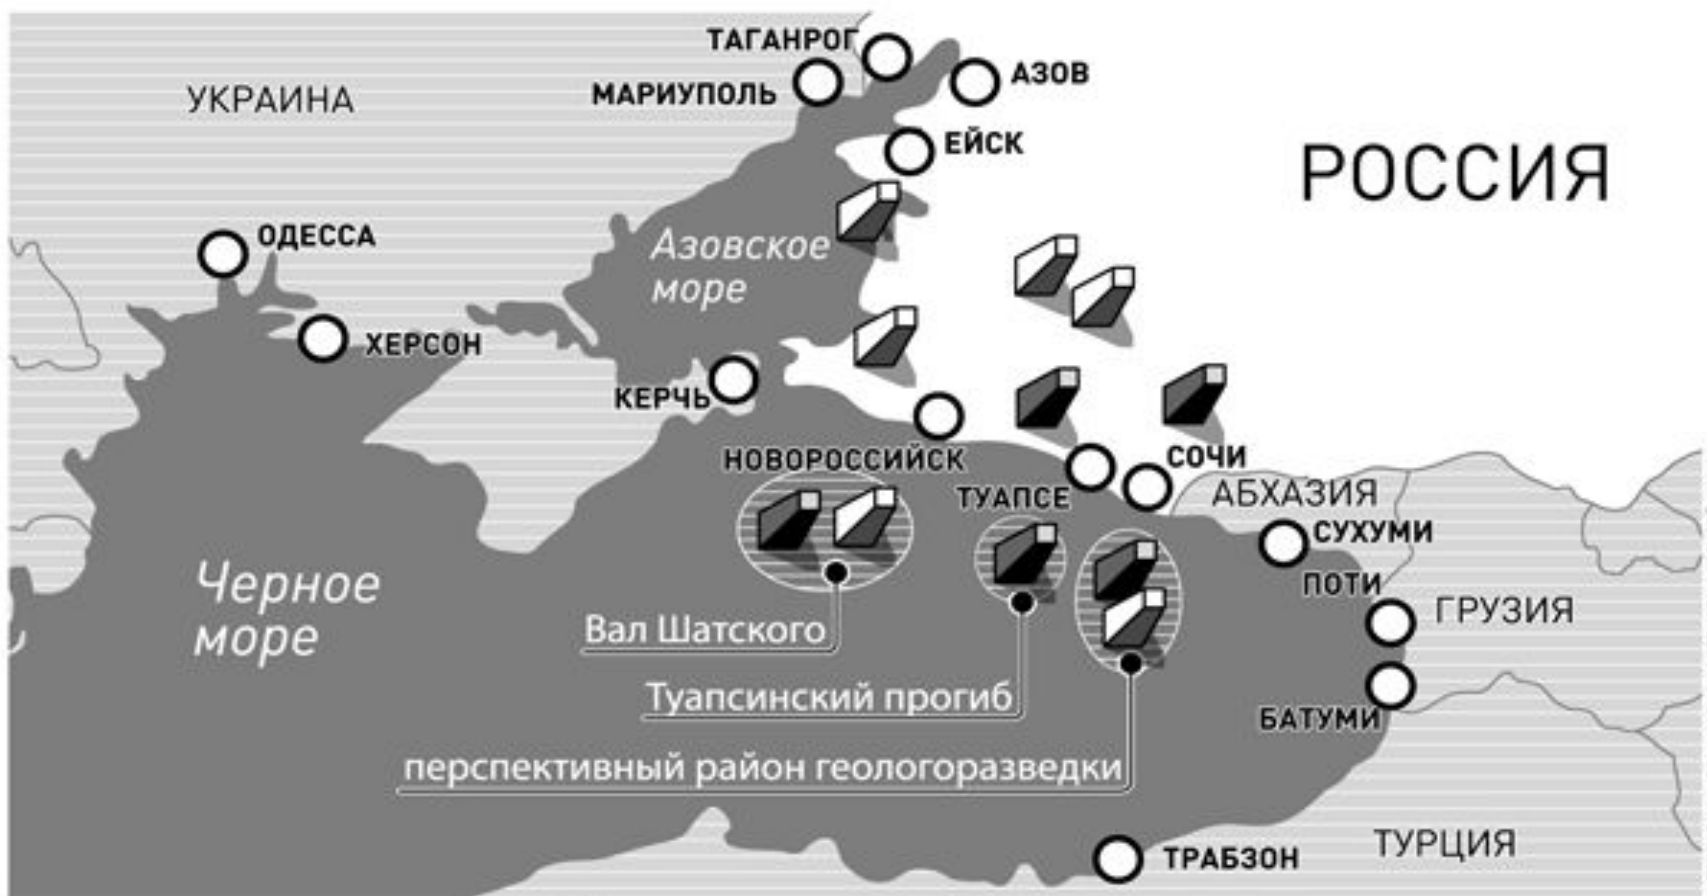 ТАГАНРОГ
МАРИУПОЛЬ
АЗОВ
УКРАИНА
ЕЙСК
РОССИЯ
ОДЕССА
Азовское
море
ХЕРСОН
КЕРЧЬ
НОВОРОССИЙСК
СОЧИ
ТУАПСЕ
АБХАЗИЯ
СУХУМИ
Черное
море
ПОТИ
ГРУЗИЯ
Вал Шатского
Туапсинский прогиб
БАТУМИ
перспективный район геологоразведки
ТРАБЗОН
ТУРЦИЯ